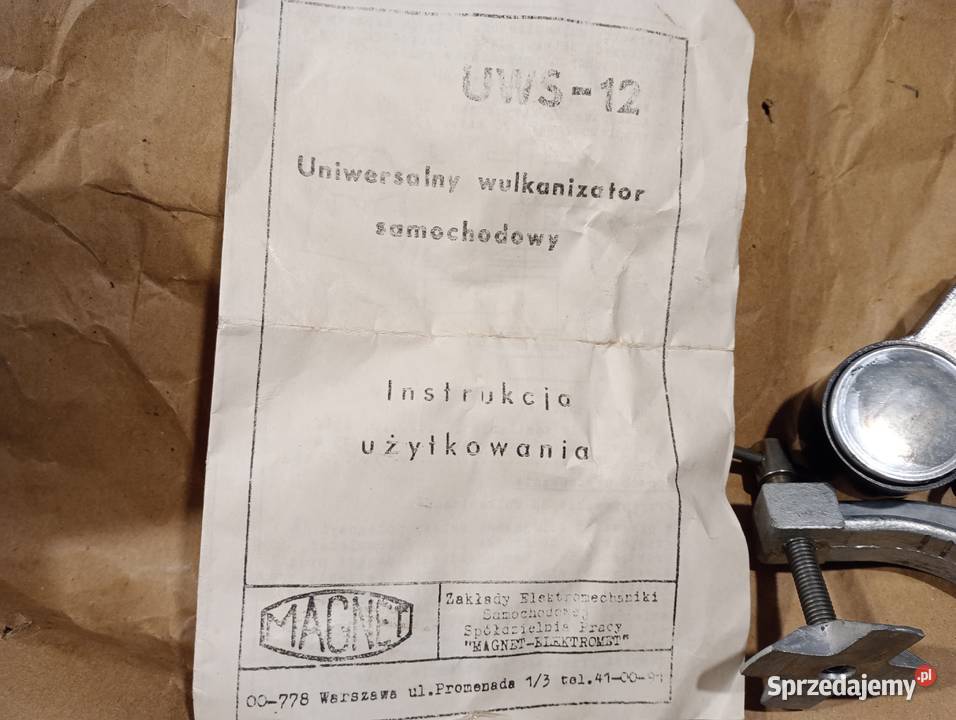 UWS-12
Uniwersalny wulkanizator
samochodowy
Instrukcja
użytkowania
MAGNET
Zakłady Elektromechaniki
Samochodowej
Spółdzielnia Pracy
"MAGNET-ELEKTROMET"
00-778 Warszawa ul.Promenada 1/3 tel.41-00-
Sprzedajemy.pl